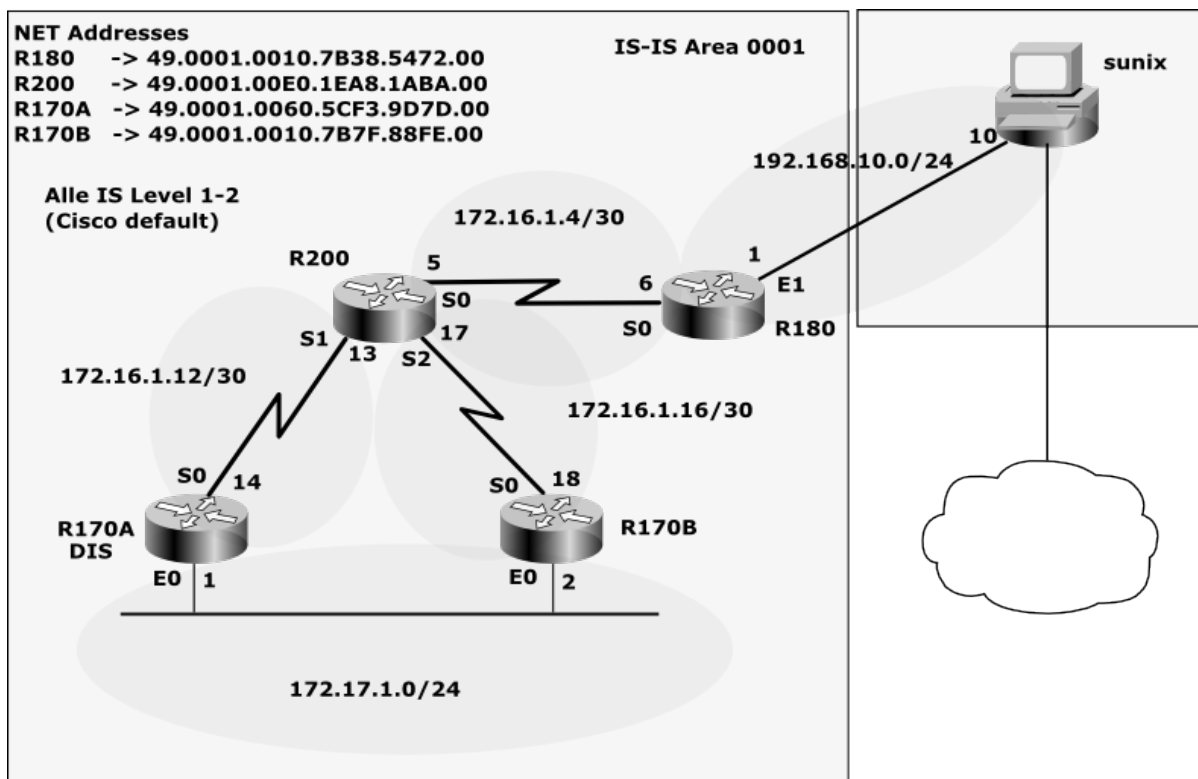 NET Addresses
R180 -> 49.0001.0010.7B38.5472.00
R200 -> 49.0001.00E0.1EA8.1ABA.00
R170A -> 49.0001.0060.5CF3.9D7D.00
R170B -> 49.0001.0010.7B7F.88FE.00
IS-IS Area 0001
sunix
10
192.168.10.0/24
Alle IS Level 1-2
(Cisco default)
172.16.1.4/30
R200
5
S0
6
S0
1
E1
R180
S1
13
17
S2
172.16.1.12/30
172.16.1.16/30
S0
14
S0
18
R170A
DIS
R170B
E0
1
E0
2
172.17.1.0/24